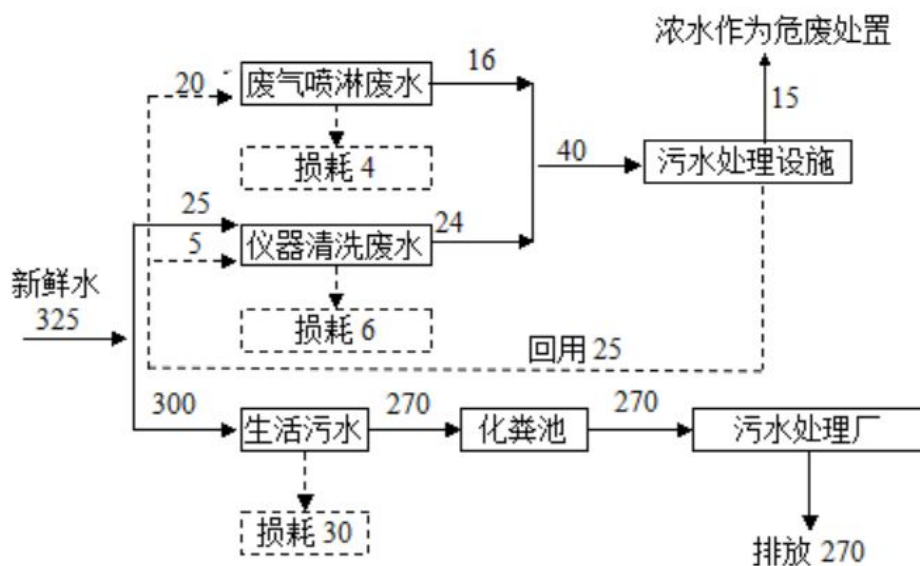 浓水作为危废处置
20
废气喷淋废水
16
15
损耗 4
40
污水处理设施
25
24
5
仪器清洗废水
新鲜水
325
损耗 6
回用 25
300
生活污水
270
化粪池
270
污水处理厂
损耗 30
排放 270